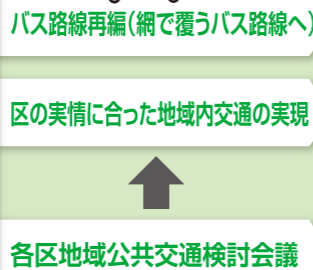 バス路線再編（網で覆うバス路線へ）
区の実情に合った地域内交通の実現
各区地域公共交通検討会議